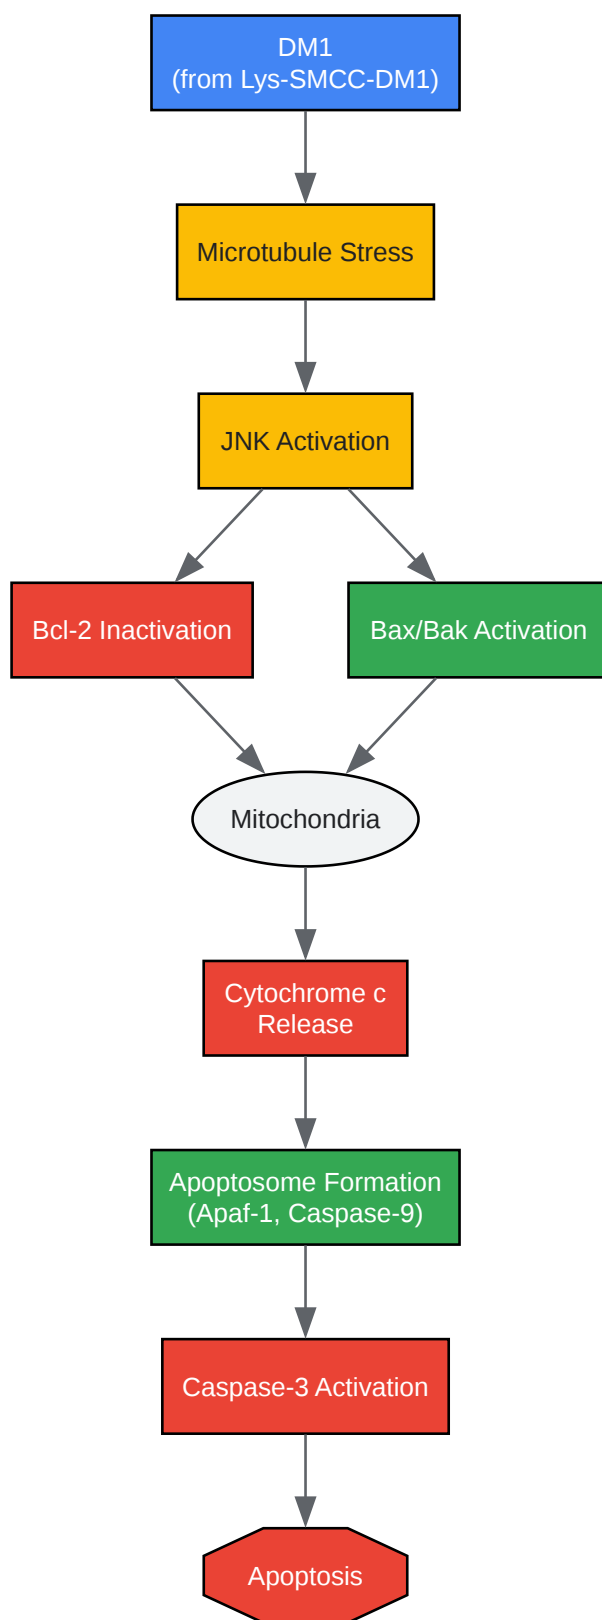 DM1
(from Lys-SMCC-DM1)
Microtubule Stress
JNK Activation
Bcl-2 Inactivation
Bax/Bak Activation
Mitochondria
Cytochrome c
Release
Apoptosome Formation
(Apaf-1, Caspase-9)
Caspase-3 Activation
Apoptosis